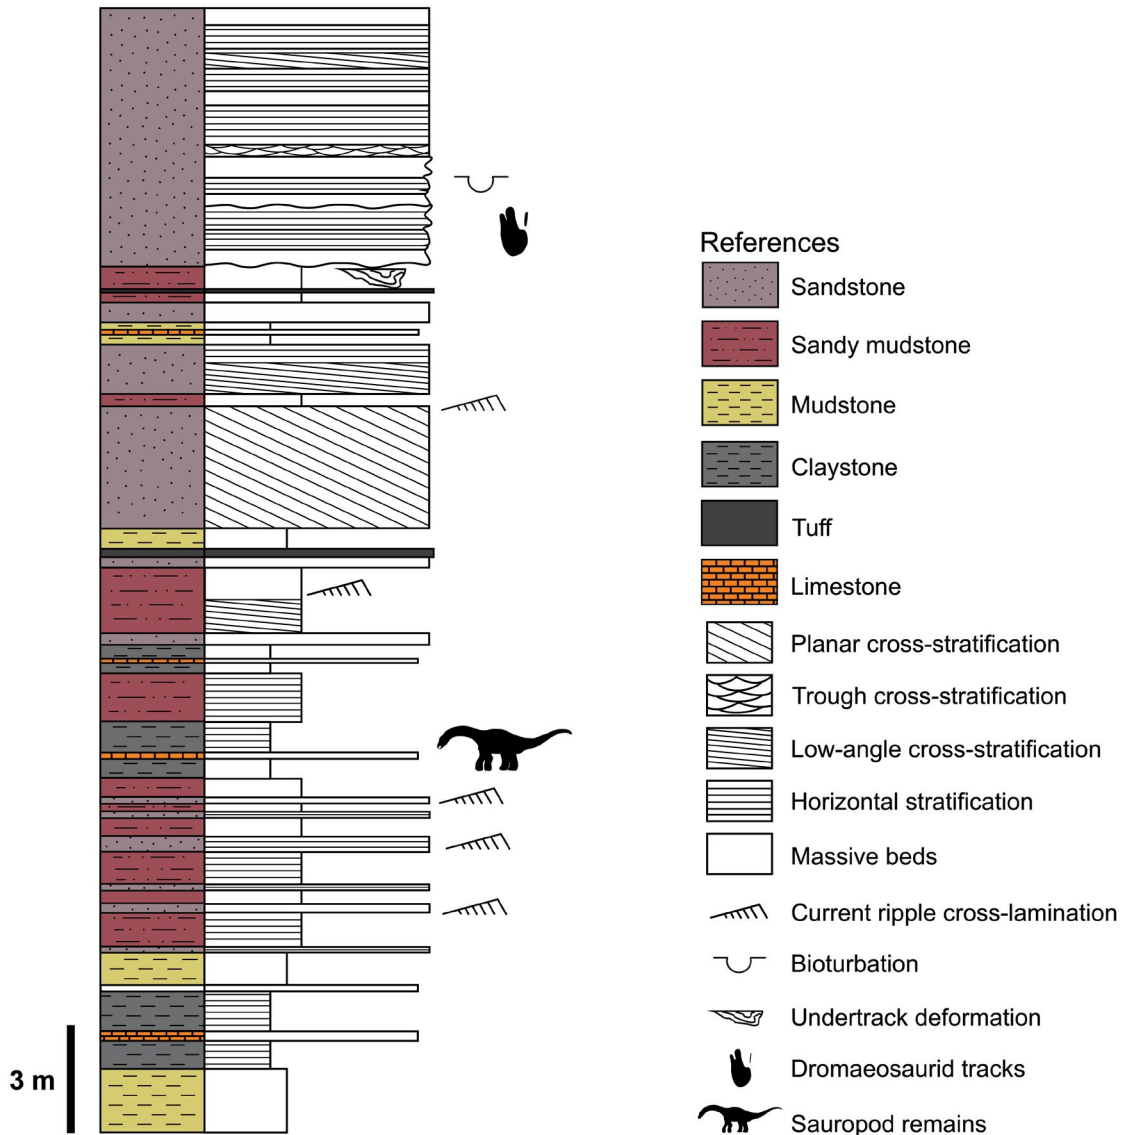 References
Sandstone
Sandy mudstone
Mudstone
Claystone
Tuff
Limestone
Planar cross-stratification
Trough cross-stratification
Low-angle cross-stratification
Horizontal stratification
Massive beds
Current ripple cross-lamination
Bioturbation
Undertrack deformation
Dromaeosaurid tracks
Sauropod remains
3 m